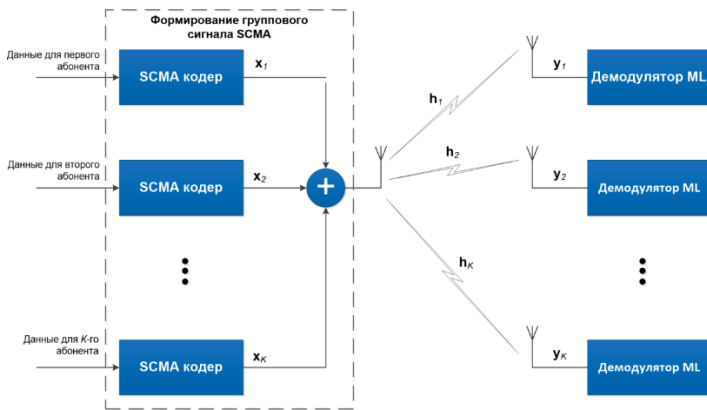 Формирование группового
сигнала SCMA
Данные для первого
абонента
SCMA кодер
x1
h1
y1
Демодулятор ML
Данные для второго
абонента
SCMA кодер
x2
+
h2
y2
Демодулятор ML
Данные для K-го
абонента
SCMA кодер
xK
hK
yK
Демодулятор ML